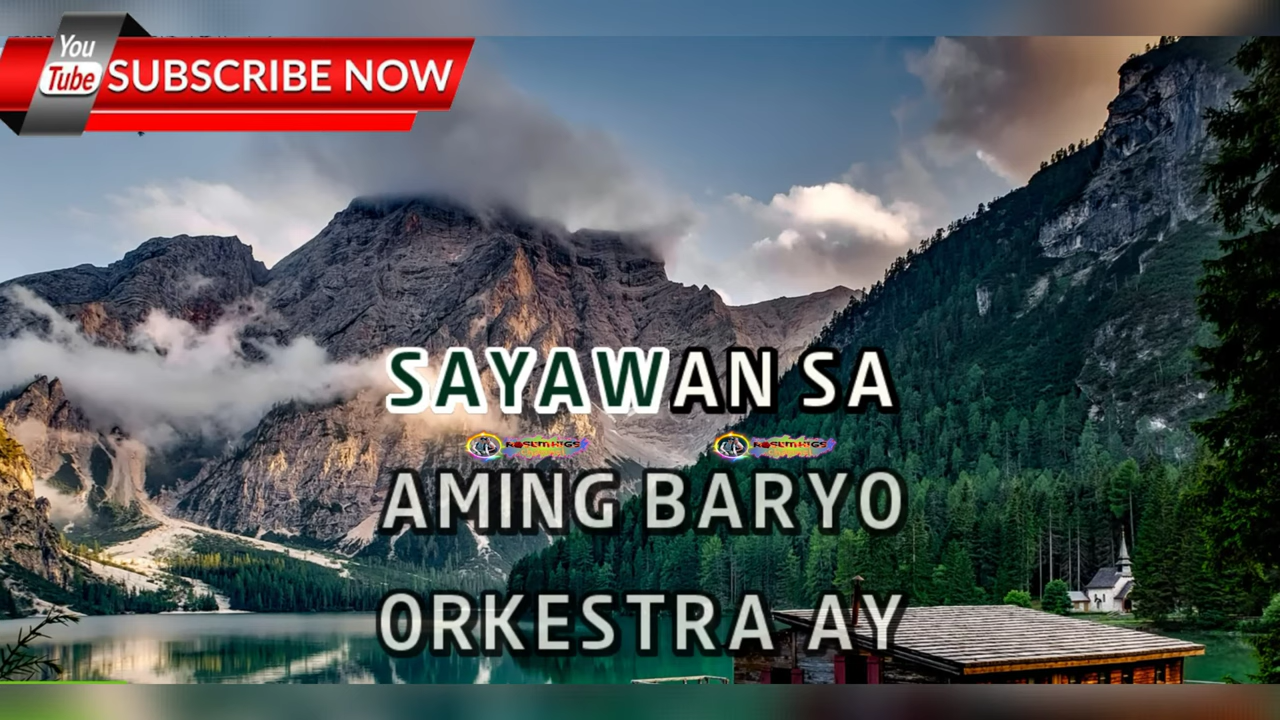 You
Tube SUBSCRIBE NOW
SAYAWAN SA
AMING BARYO
ORKESTRA AY